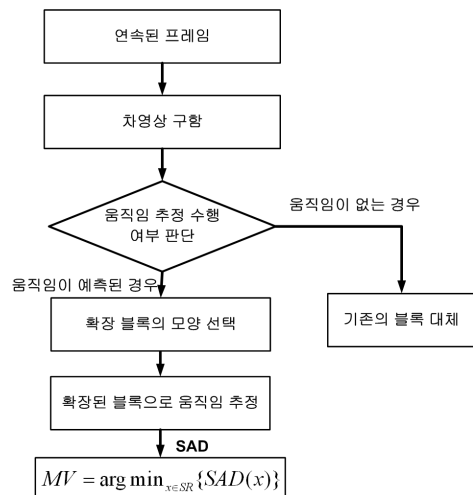 연속된 프레임
차영상 구함
움직임 추정 수행
여부 판단
움직임이 없는 경우
움직임이 예측된 경우
확장 블록의 모양 선택
기존의 블록 대체
확장된 블록으로 움직임 추정
SAD
MV = arg min_{x∈SR}{SAD(x)}